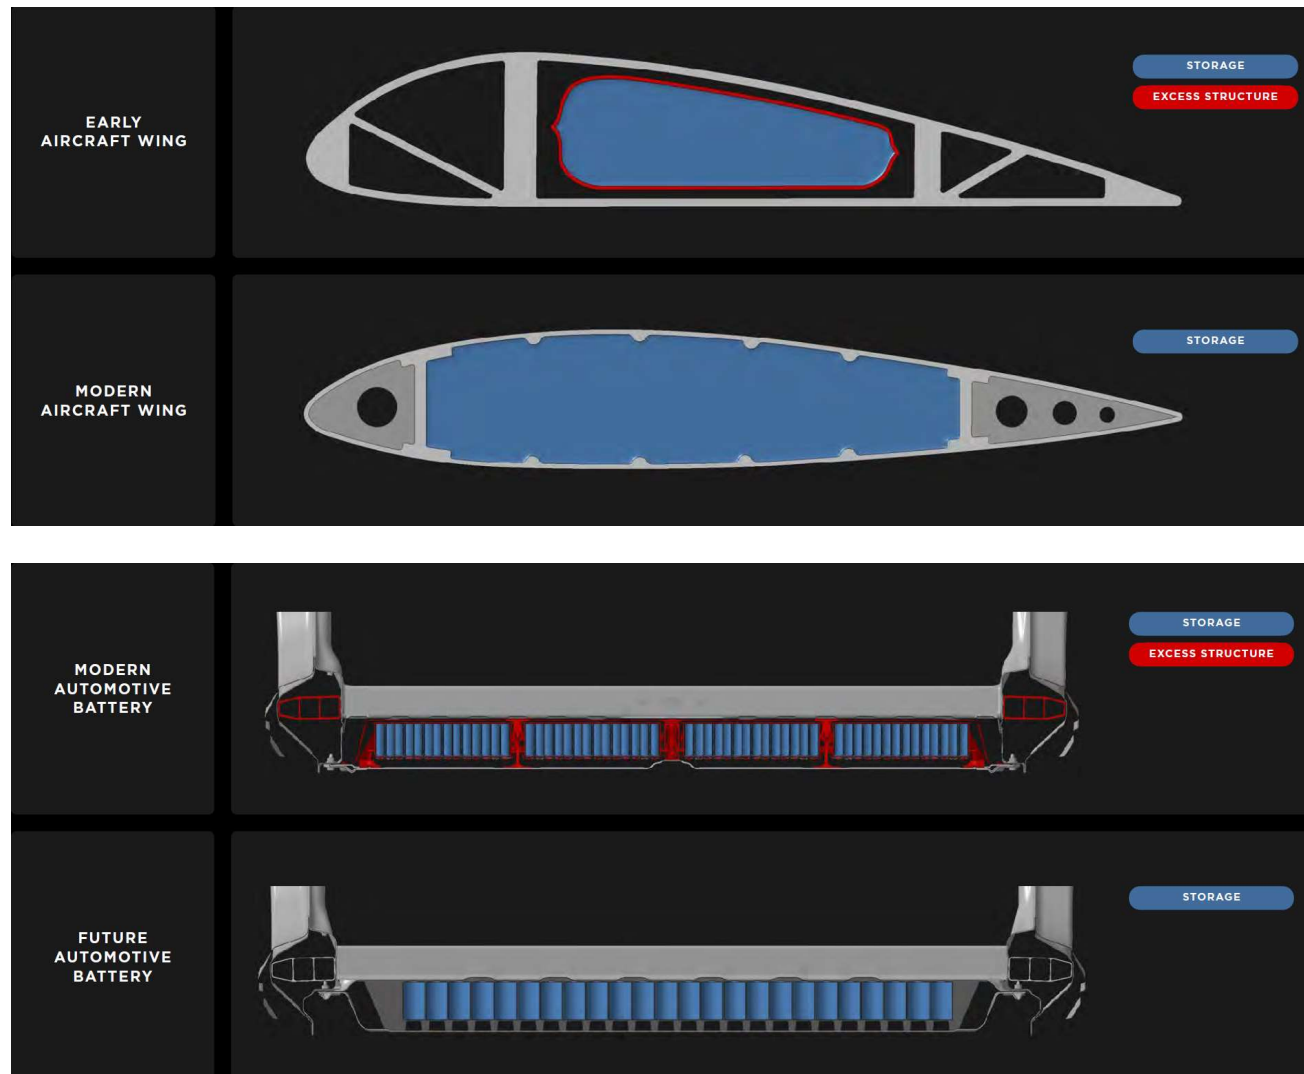 EARLY
AIRCRAFT WING
STORAGE
EXCESS STRUCTURE
MODERN
AIRCRAFT WING
STORAGE
MODERN
AUTOMOTIVE
BATTERY
STORAGE
EXCESS STRUCTURE
FUTURE
AUTOMOTIVE
BATTERY
STORAGE